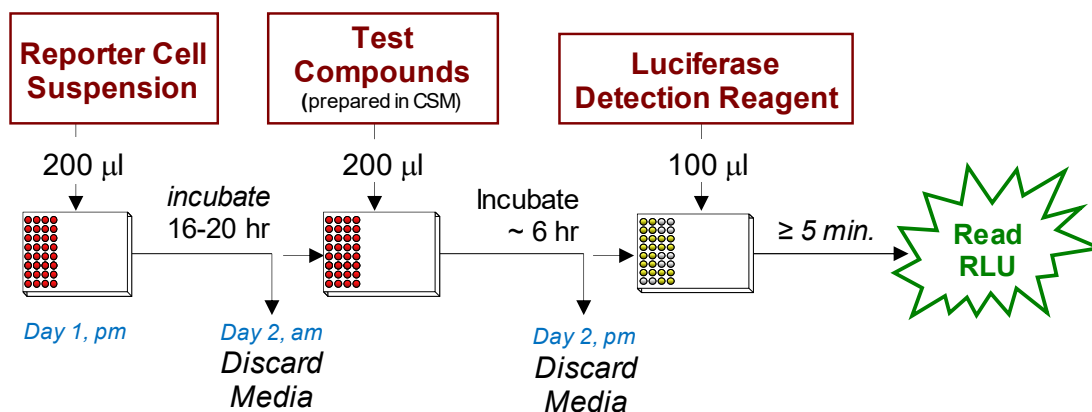 Reporter Cell
Suspension
Test
Compounds
(prepared in CSM)
Luciferase
Detection Reagent
200 µl
200 µl
100 µl
incubate
16-20 hr
Incubate
~ 6 hr
≥ 5 min.
Read
RLU
Day 1, pm
Day 2, am
Discard
Media
Day 2, pm
Discard
Media